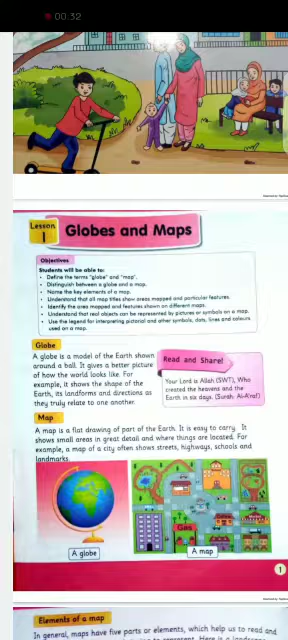 00:32
Lesson
1
Globes and Maps
Objectives
Students will be able to:
• Define the terms "globe" and "map".
• Distinguish between a globe and a map.
• Name the key elements of a map.
• Understand that all map titles show areas mapped and particular features.
• Identify the area mapped and features shown on different maps.
• Understand that real objects can be represented by pictures or symbols on a map.
• Use the legend for interpreting pictorial and other symbols, dots, lines and colours
used on a map.
Globe
A globe is a model of the Earth shown
around a ball. It gives a better picture
of how the world looks like. For
example, it shows the shape of the
Earth, its landforms and directions as
they truly relate to one another.
Read and Share!
Your Lord is Allah (SWT), Who
created the heavens and the
Earth in six days. (Surah: Al-A'raf)
Map
A map is a flat drawing of part of the Earth. It is easy to carry. It
shows small areas in great detail and where things are located. For
example, a map of a city often shows streets, highways, schools and
landmarks.
Gas
A globe
A map
1
Elements of a map
In general, maps have five parts or elements, which help us to read and